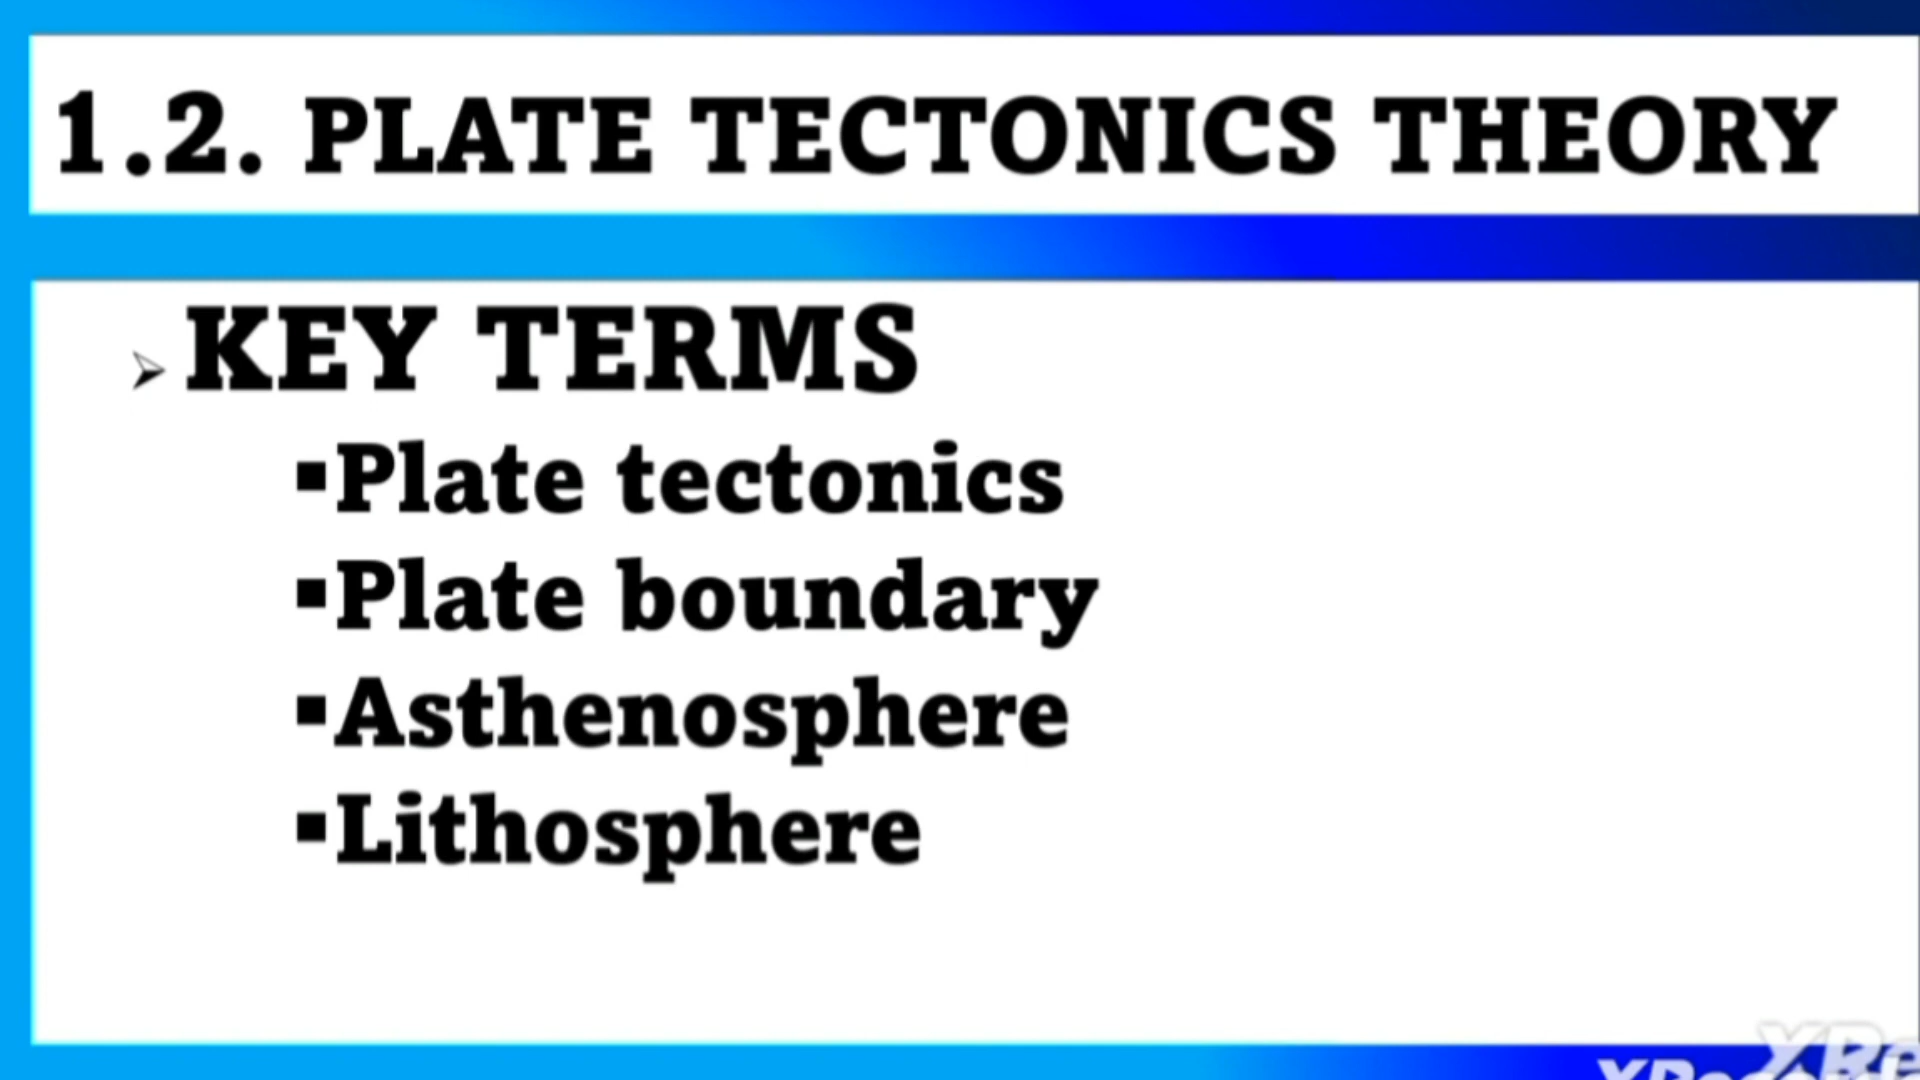 1.2. PLATE TECTONICS THEORY
➢ KEY TERMS
▪Plate tectonics
▪Plate boundary
▪Asthenosphere
▪Lithosphere